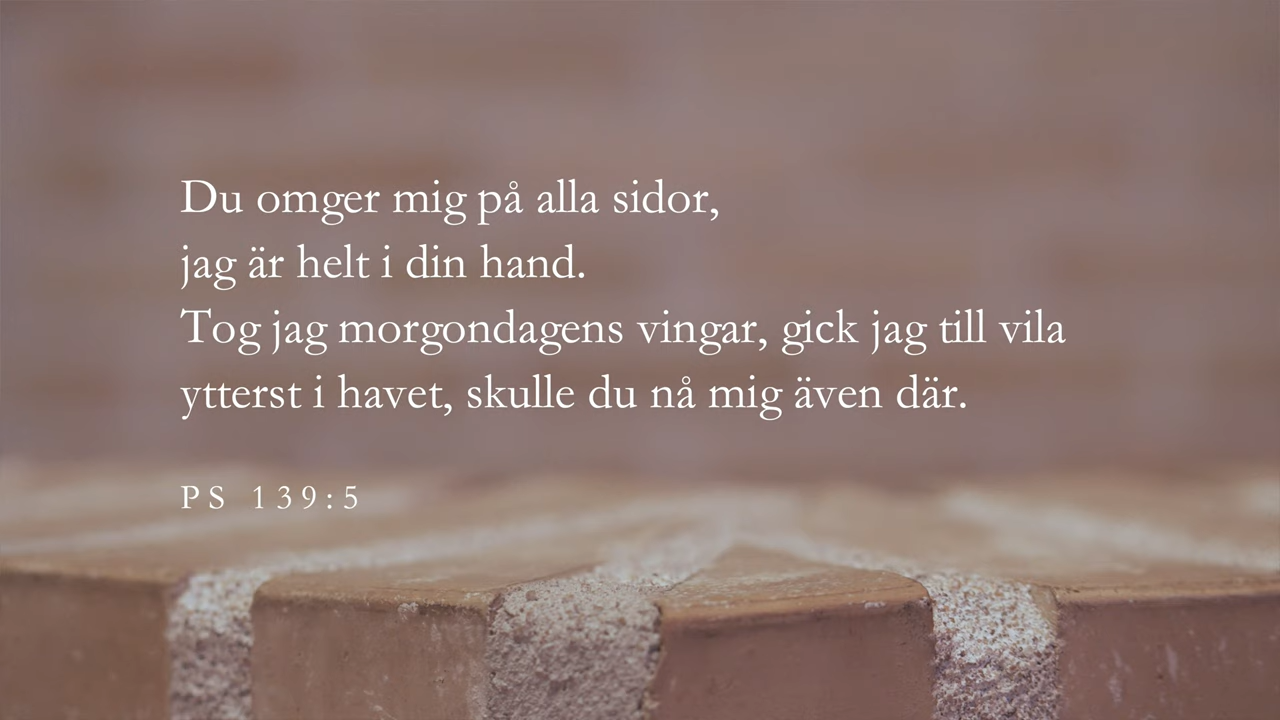 Du omger mig på alla sidor,
jag är helt i din hand.
Tog jag morgondagens vingar, gick jag till vila
ytterst i havet, skulle du nå mig även där.
PS 139:5